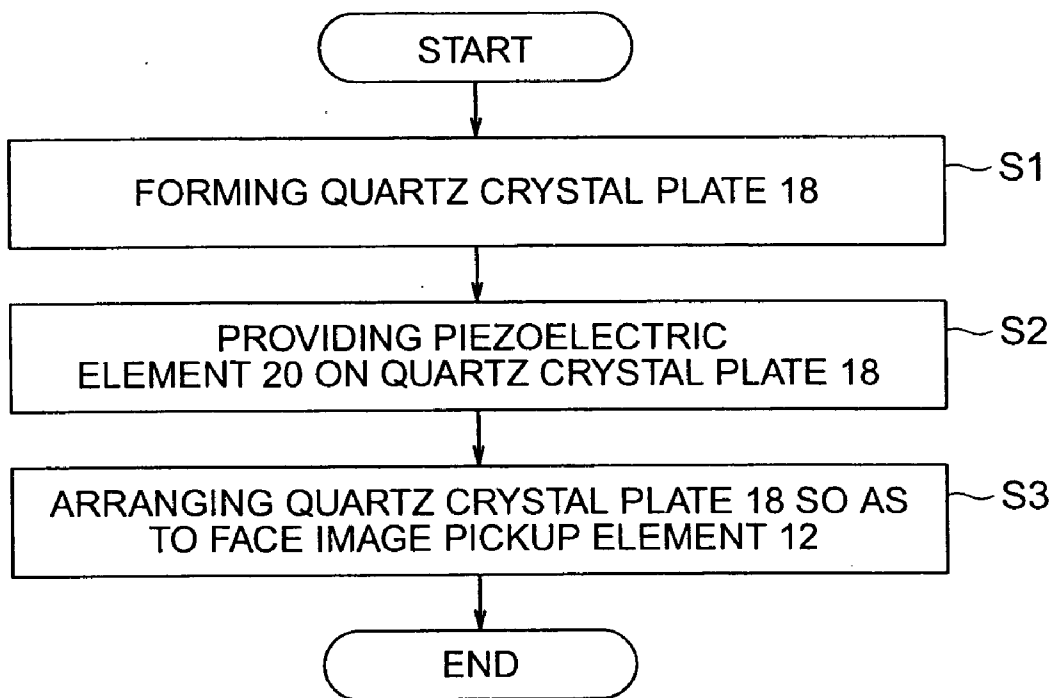 START
FORMING QUARTZ CRYSTAL PLATE 18
S1
PROVIDING PIEZOELECTRIC
ELEMENT 20 ON QUARTZ CRYSTAL PLATE 18
S2
ARRANGING QUARTZ CRYSTAL PLATE 18 SO AS
TO FACE IMAGE PICKUP ELEMENT 12
S3
END